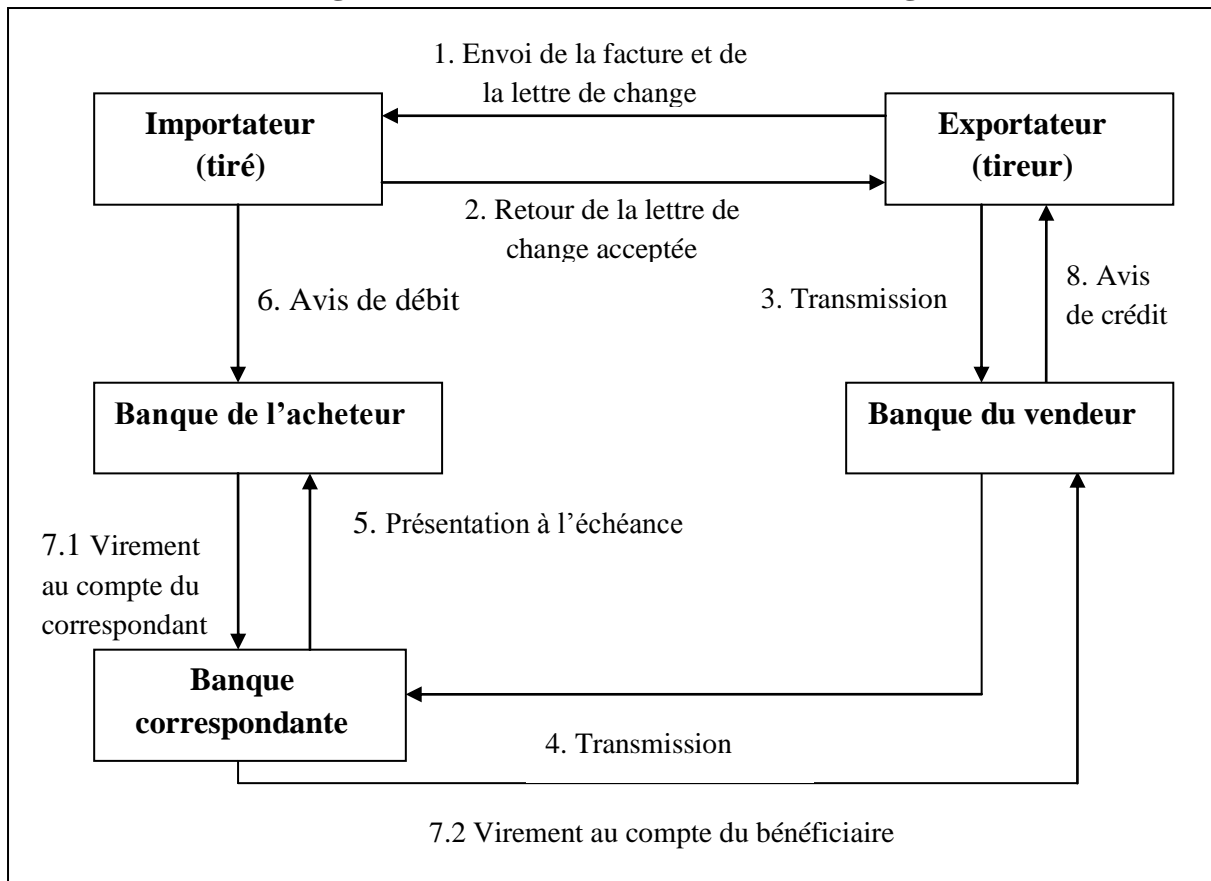 1. Envoi de la facture et de
la lettre de change
Importateur
(tiré)
Exportateur
(tireur)
2. Retour de la lettre de
change acceptée
6. Avis de débit
3. Transmission
8. Avis
de crédit
Banque de l’acheteur
Banque du vendeur
5. Présentation à l’échéance
7.1 Virement
au compte du
correspondant
Banque
correspondante
4. Transmission
7.2 Virement au compte du bénéficiaire